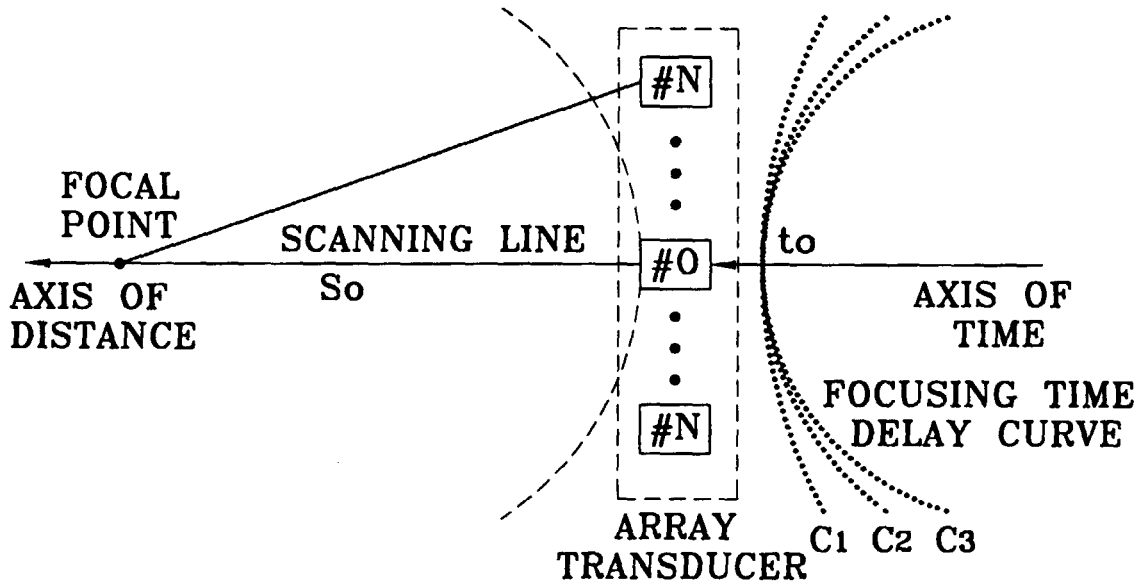 #N
FOCAL
POINT
SCANNING LINE
So
#0
to
AXIS OF
DISTANCE
AXIS OF
TIME
#N
FOCUSING TIME
DELAY CURVE
ARRAY
TRANSDUCER
C1 C2 C3